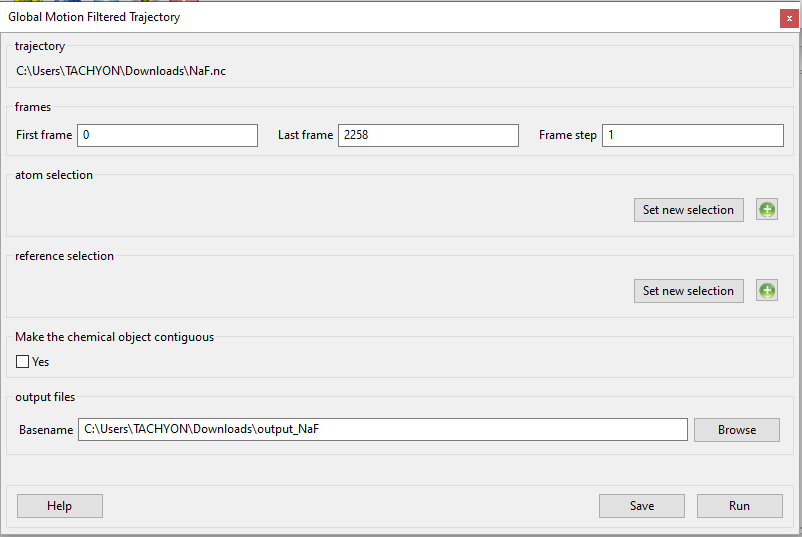 Global Motion Filtered Trajectory
x
trajectory
C:\Users\TACHYON\Downloads\NaF.nc
frames
First frame 0 Last frame 2258 Frame step 1
atom selection
Set new selection
reference selection
Set new selection
Make the chemical object contiguous
Yes
output files
Basename C:\Users\TACHYON\Downloads\output_NaF Browse
Help Save Run